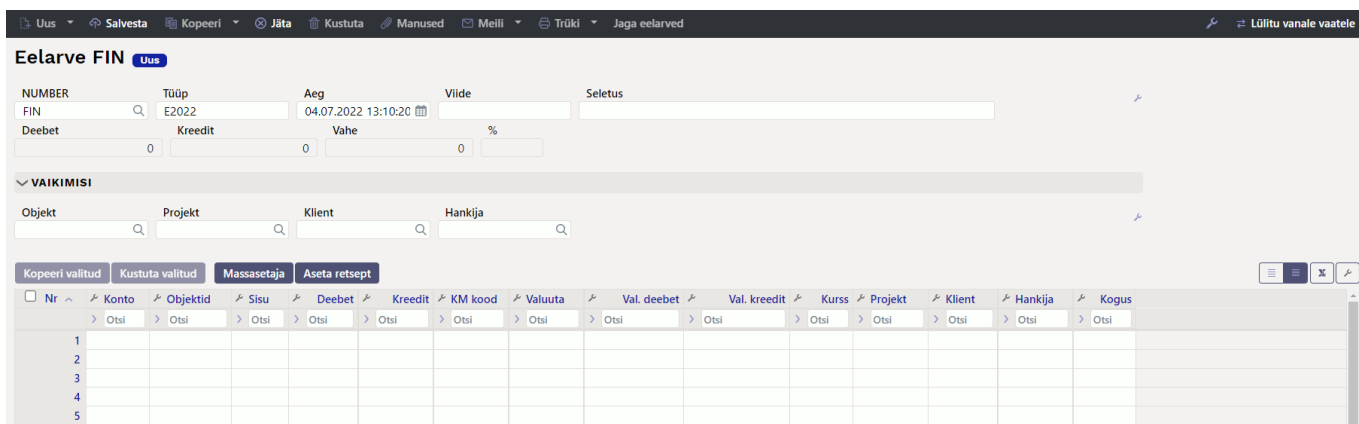 Uus Salvesta Kopeeri Jäta Kustuta Manused Meili Trüki Jaga eelarved Lülitu vanale vaatele
Eelarve FIN Uus
NUMBER Tüüp Aeg Viide Seletus
FIN E2022 04.07.2022 13:10:20
Deebet Kreedit Vahe %
0 0 0
VAIKIMISI
Objekt Projekt Klient Hankija
Kopeeri valitud Kustuta valitud Massasetaja Aseta retsept
Nr Konto Objektid Sisu Deebet Kreedit KM kood Valuuta Val. deebet Val. kreedit Kurss Projekt Klient Hankija Kogus
Otsi Otsi Otsi Otsi Otsi Otsi Otsi Otsi Otsi Otsi Otsi Otsi Otsi Otsi
1
2
3
4
5